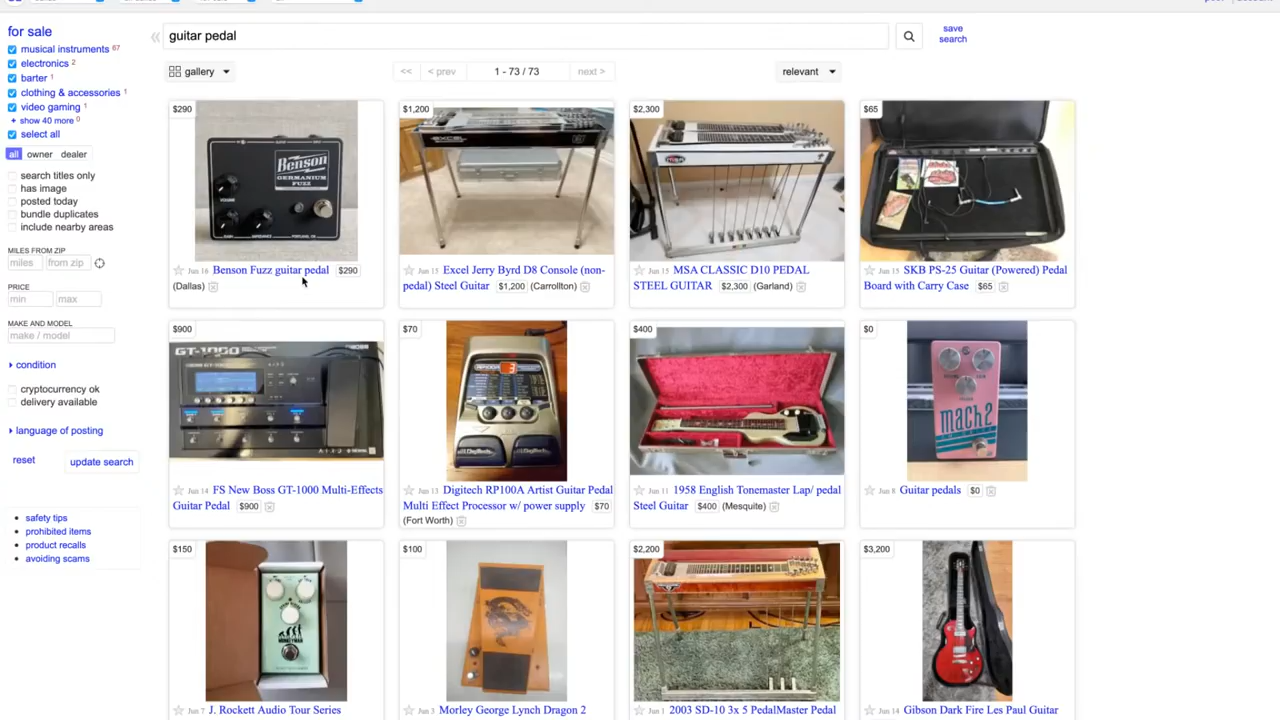 for sale
musical instruments 67
electronics 2
barter 1
clothing & accessories 1
video gaming 1
+ show 40 more 0
select all
all owner dealer
search titles only
has image
posted today
bundle duplicates
include nearby areas
MILES FROM ZIP
miles from zip
PRICE
min max
MAKE AND MODEL
make / model
condition
cryptocurrency ok
delivery available
language of posting
reset update search
safety tips
prohibited items
product recalls
avoiding scams
guitar pedal
save
search
gallery
<< < prev 1 - 73 / 73 next >
relevant
$290
Benson
GERMANIUM
FUZZ
Jun 16 Benson Fuzz guitar pedal $290
(Dallas)
$1,200
EXCEL
Jun 15 Excel Jerry Byrd D8 Console (non-
pedal) Steel Guitar $1,200 (Carrollton)
$2,300
Jun 15 MSA CLASSIC D10 PEDAL
STEEL GUITAR $2,300 (Garland)
$65
Jun 15 SKB PS-25 Guitar (Powered) Pedal
Board with Carry Case $65
$900
GT-1000
Jun 14 FS New Boss GT-1000 Multi-Effects
Guitar Pedal $900
$70
RP100A
DigiTech
Jun 13 Digitech RP100A Artist Guitar Pedal
Multi Effect Processor w/ power supply $70
(Fort Worth)
$400
Jun 11 1958 English Tonemaster Lap/ pedal
Steel Guitar $400 (Mesquite)
$0
mach2
Jun 8 Guitar pedals $0
$150
MONKEYMAN
Jun 7 J. Rockett Audio Tour Series
$100
Jun 3 Morley George Lynch Dragon 2
$2,200
Jun 1 2003 SD-10 3x 5 PedalMaster Pedal
$3,200
Jun 14 Gibson Dark Fire Les Paul Guitar